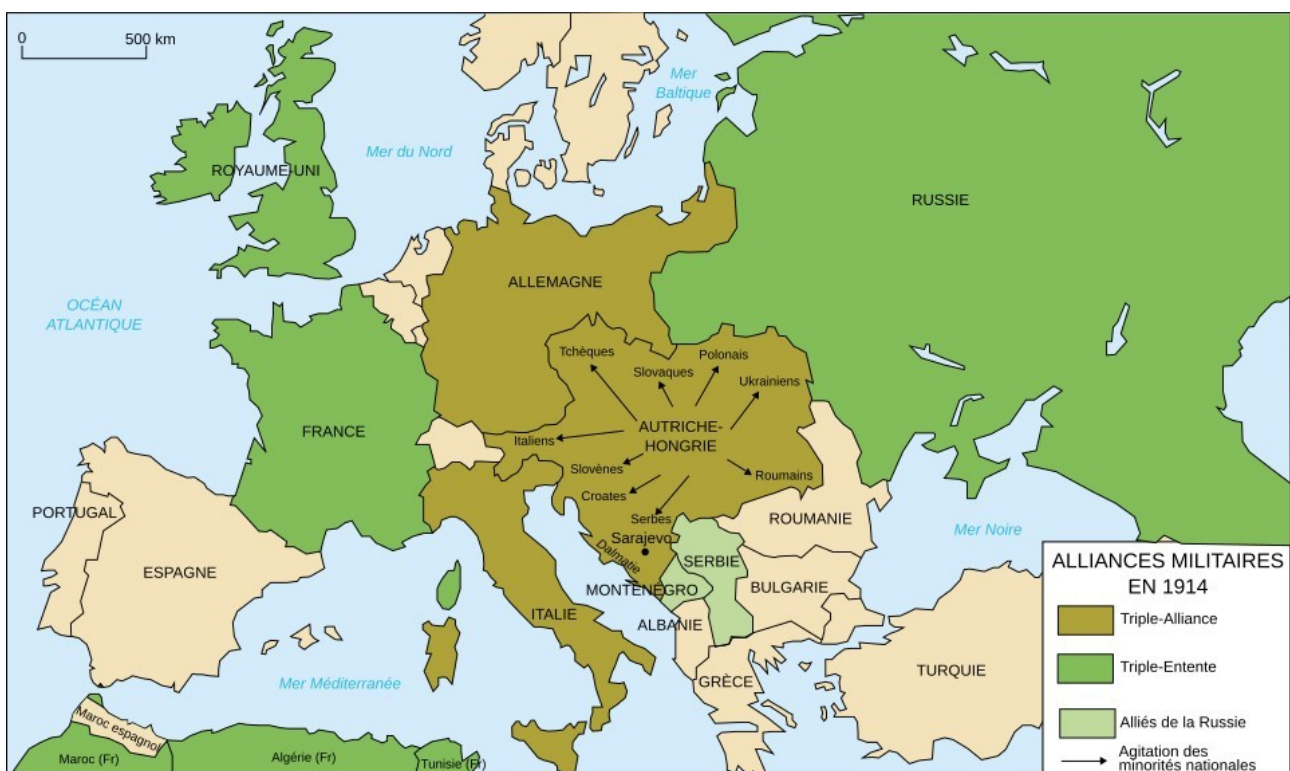 0
500 km
Mer
Baltique
Mer du Nord
ROYAUME-UNI
RUSSIE
OCÉAN
ATLANTIQUE
ALLEMAGNE
Tchèques
Slovaques
Polonais
Ukrainiens
AUTRICHE-
HONGRIE
FRANCE
Italiens
Slovènes
Croates
Serbes
Roumains
PORTUGAL
ESPAGNE
Sarajevo
Dalmatie
ROUMANIE
Mer Noire
SERBIE
MONTENEGRO
BULGARIE
ITALIE
ALBANIE
GRÈCE
TURQUIE
Mer Méditerranée
Maroc espagnol
Maroc (Fr)
Algérie (Fr)
Tunisie (Fr)
ALLIANCES MILITAIRES
EN 1914
Triple-Alliance
Triple-Entente
Alliés de la Russie
Agitation des
minorités nationales